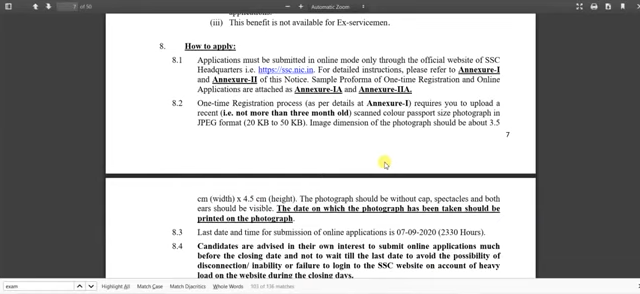 7 of 50
Automatic Zoom
applications.
(iii) This benefit is not available for Ex-servicemen.
8. How to apply:
8.1 Applications must be submitted in online mode only through the official website of SSC
Headquarters i.e. https://ssc.nic.in. For detailed instructions, please refer to Annexure-I
and Annexure-II of this Notice. Sample Proforma of One-time Registration and Online
Applications are attached as Annexure-IA and Annexure-IIA.
8.2 One-time Registration process (as per details at Annexure-I) requires you to upload a
recent (i.e. not more than three month old) scanned colour passport size photograph in
JPEG format (20 KB to 50 KB). Image dimension of the photograph should be about 3.5
7
cm (width) x 4.5 cm (height). The photograph should be without cap, spectacles and both
ears should be visible. The date on which the photograph has been taken should be
printed on the photograph.
8.3 Last date and time for submission of online applications is 07-09-2020 (2330 Hours).
8.4 Candidates are advised in their own interest to submit online applications much
before the closing date and not to wait till the last date to avoid the possibility of
disconnection/ inability or failure to login to the SSC website on account of heavy
load on the website during the closing days.
exam Highlight All Match Case Match Diacritics Whole Words 103 of 138 matches